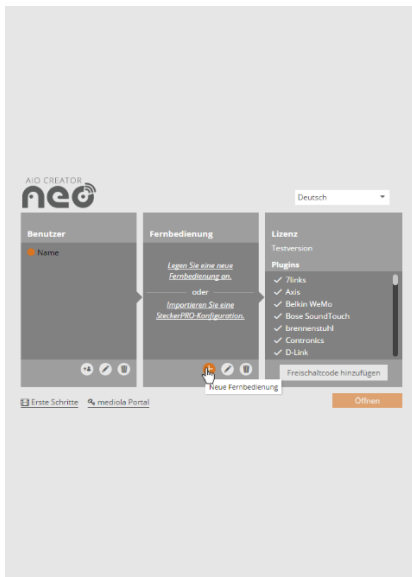 AIO CREATOR
neo
Deutsch
Benutzer
Name
Fernbedienung
Legen Sie eine neue
Fernbedienung an.
oder
Importieren Sie eine
SteckerPRO-Konfiguration.
Neue Fernbedienung
Lizenz
Testversion
Plugins
7links
Axis
Belkin WeMo
Bose SoundTouch
brennenstuhl
Contronics
D-Link
Freischaltcode hinzufügen
Erste Schritte
mediola Portal
Öffnen